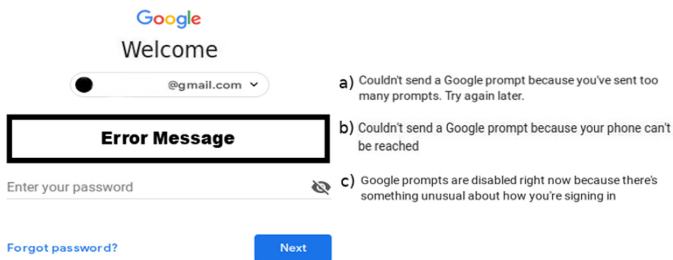 Google
Welcome
@gmail.com
Error Message
Enter your password
Forgot password?
Next
a) Couldn't send a Google prompt because you've sent too
many prompts. Try again later.
b) Couldn't send a Google prompt because your phone can't
be reached
c) Google prompts are disabled right now because there's
something unusual about how you're signing in